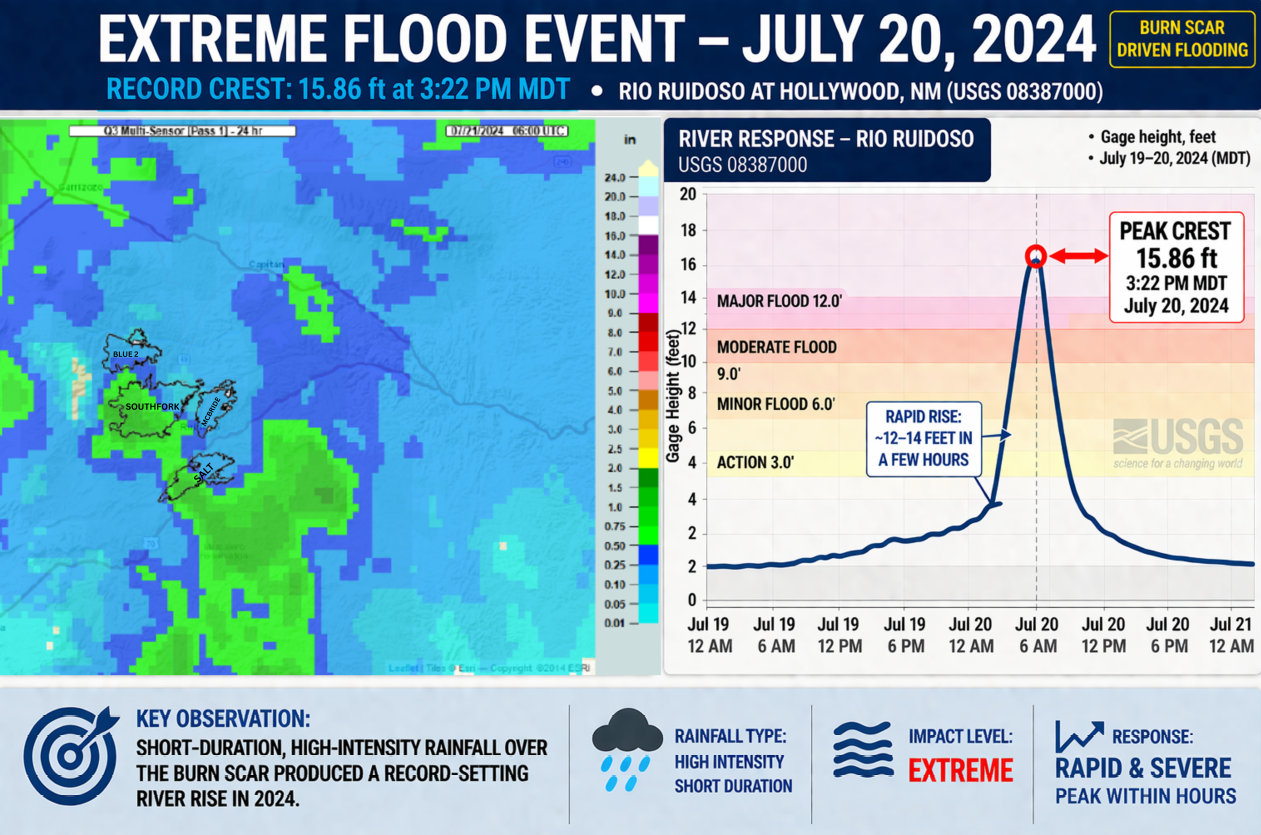 EXTREME FLOOD EVENT – JULY 20, 2024
BURN SCAR
DRIVEN FLOODING
RECORD CREST: 15.86 ft at 3:22 PM MDT • RIO RUIDOSO AT HOLLYWOOD, NM (USGS 08387000)
Q3 Multi-Sensor [Pass 1] - 24 hr
07/21/2024 06:00 UTC
Carrizozo
Capitan
BLUE 2
SOUTHFORK
MCBRIDE
SALT
Leaflet | Tiles © Esri — Copyright: ©2014 ESRI
in
24.0
20.0
18.0
16.0
14.0
12.0
10.0
9.0
8.0
7.0
6.0
5.0
4.0
3.0
2.5
2.0
1.5
1.0
0.75
0.50
0.25
0.10
0.05
0.01
RIVER RESPONSE – RIO RUIDOSO
USGS 08387000
• Gage height, feet
• July 19–20, 2024 (MDT)
Gage Height (feet)
20
18
16
14
12
10
8
6
4
4
2
2
0
MAJOR FLOOD 12.0'
MODERATE FLOOD
9.0'
MINOR FLOOD 6.0'
ACTION 3.0'
RAPID RISE:
~12–14 FEET IN
A FEW HOURS
PEAK CREST
15.86 ft
3:22 PM MDT
July 20, 2024
USGS
science for a changing world
Jul 19 Jul 19 Jul 19 Jul 19 Jul 20 Jul 20 Jul 20 Jul 20 Jul 21
12 AM 6 AM 12 PM 6 PM 12 AM 6 AM 12 PM 6 PM 12 AM
KEY OBSERVATION:
SHORT-DURATION, HIGH-INTENSITY RAINFALL OVER
THE BURN SCAR PRODUCED A RECORD-SETTING
RIVER RISE IN 2024.
RAINFALL TYPE:
HIGH INTENSITY
SHORT DURATION
IMPACT LEVEL:
EXTREME
RESPONSE:
RAPID & SEVERE
PEAK WITHIN HOURS